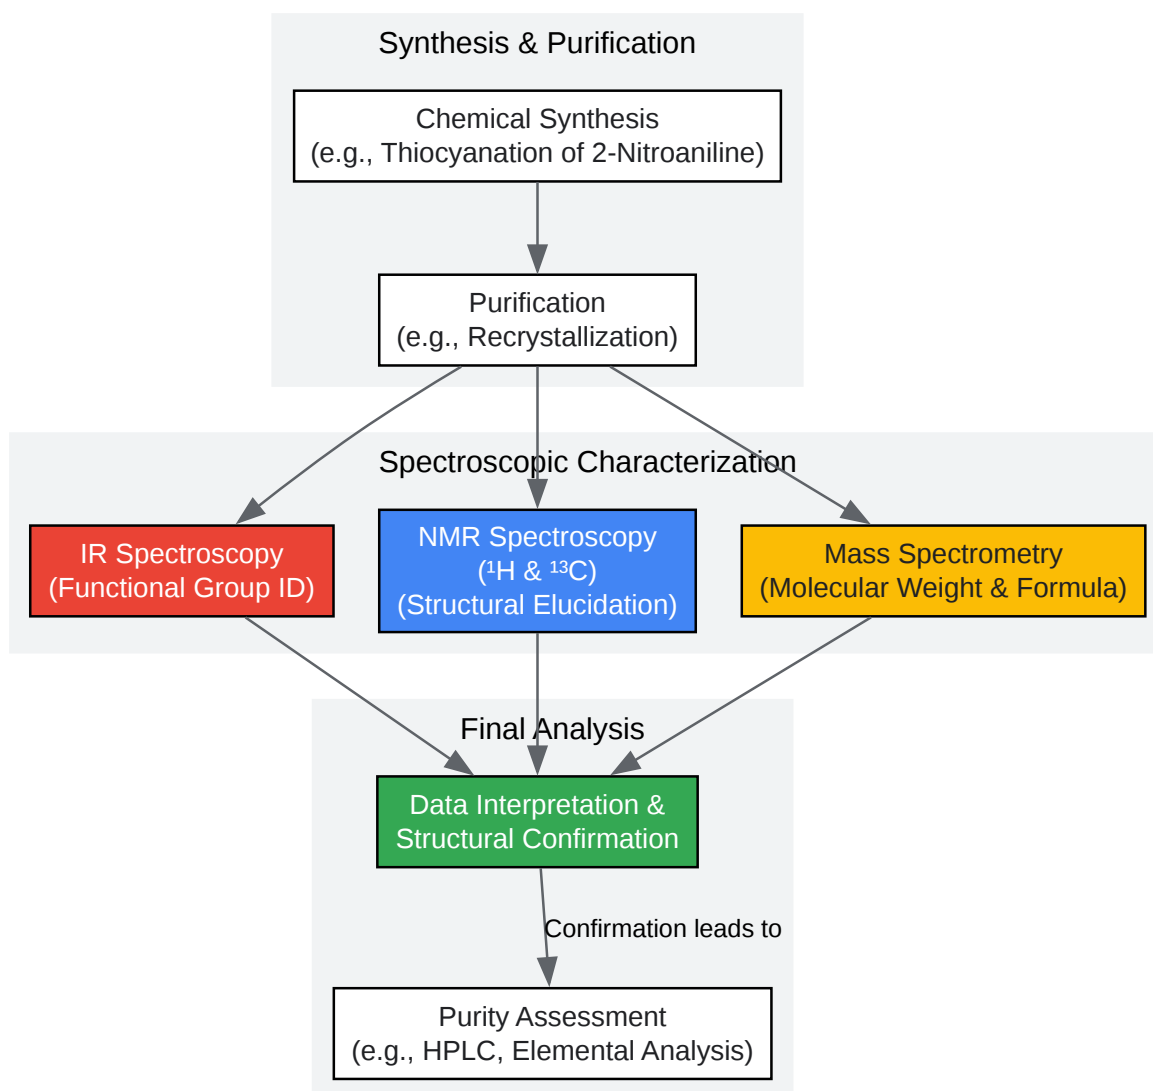 Synthesis & Purification
Chemical Synthesis
(e.g., Thiocyanation of 2-Nitroaniline)
Purification
(e.g., Recrystallization)
Spectroscopic Characterization
IR Spectroscopy
(Functional Group ID)
NMR Spectroscopy
(¹H & ¹³C)
(Structural Elucidation)
Mass Spectrometry
(Molecular Weight & Formula)
Final Analysis
Data Interpretation &
Structural Confirmation
Confirmation leads to
Purity Assessment
(e.g., HPLC, Elemental Analysis)